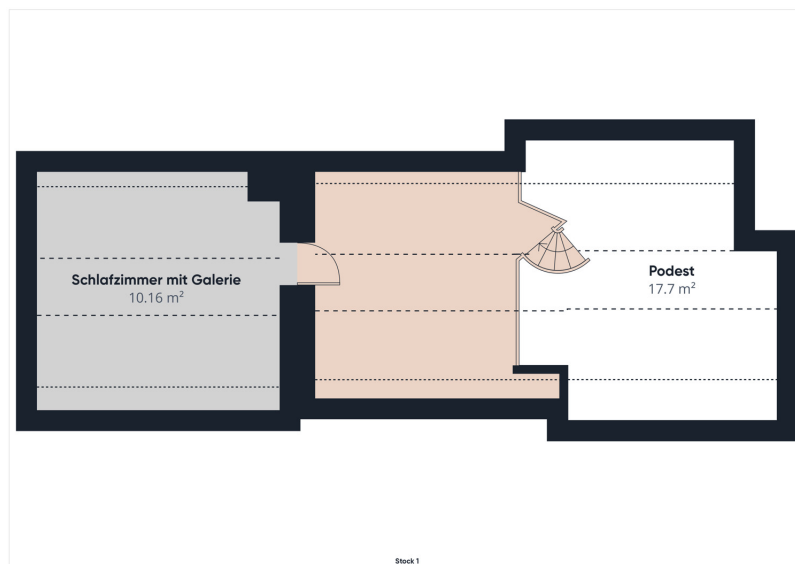 Schlafzimmer mit Galerie
10.16 m²
Podest
17.7 m²
Stock 1